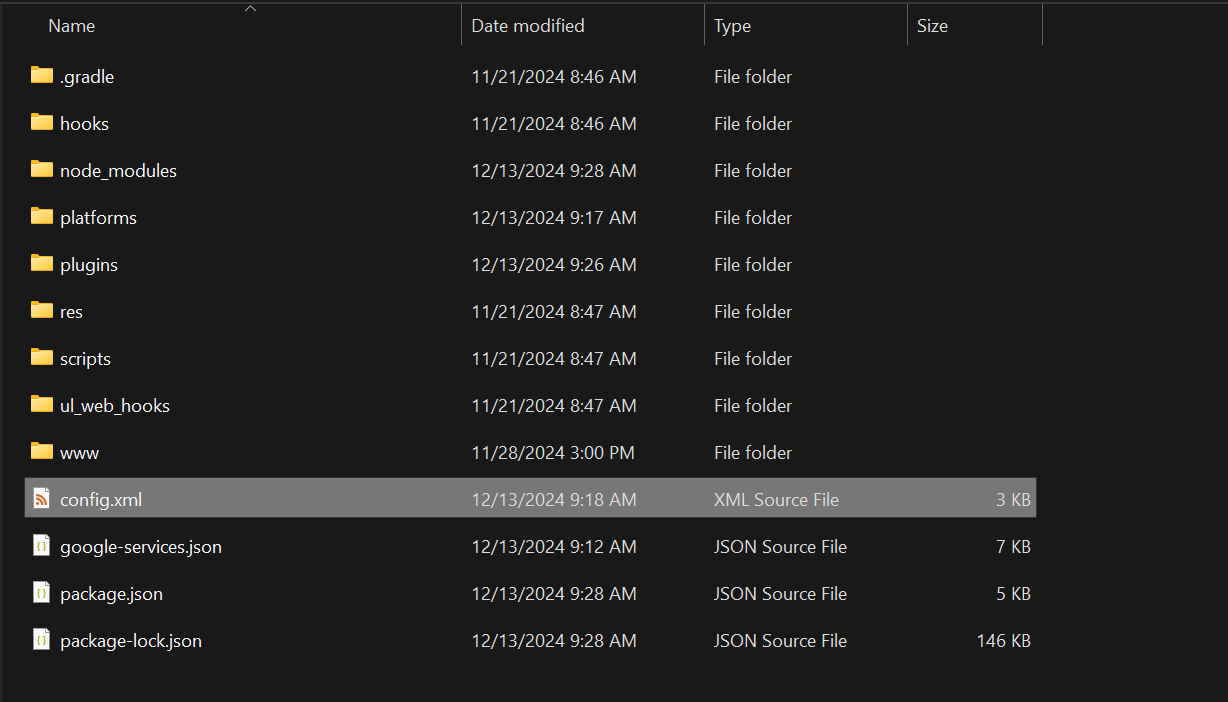 Name Date modified Type Size
.gradle 11/21/2024 8:46 AM File folder
hooks 11/21/2024 8:46 AM File folder
node_modules 12/13/2024 9:28 AM File folder
platforms 12/13/2024 9:17 AM File folder
plugins 12/13/2024 9:26 AM File folder
res 11/21/2024 8:47 AM File folder
scripts 11/21/2024 8:47 AM File folder
ul_web_hooks 11/21/2024 8:47 AM File folder
www 11/28/2024 3:00 PM File folder
config.xml 12/13/2024 9:18 AM XML Source File 3 KB
google-services.json 12/13/2024 9:12 AM JSON Source File 7 KB
package.json 12/13/2024 9:28 AM JSON Source File 5 KB
package-lock.json 12/13/2024 9:28 AM JSON Source File 146 KB